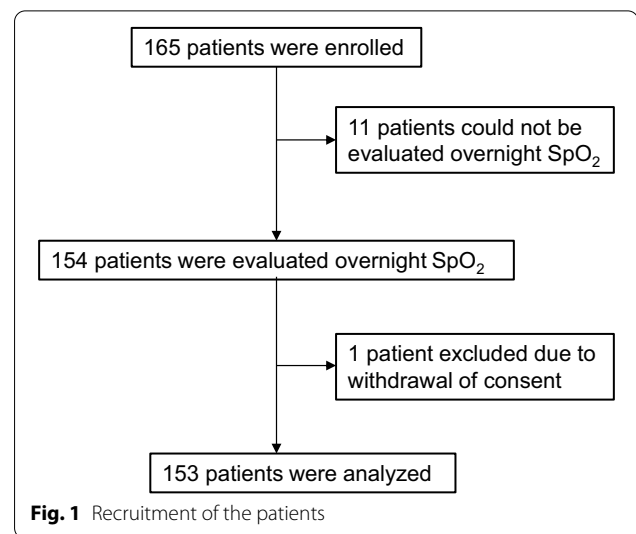 165 patients were enrolled
11 patients could not be
evaluated overnight SpO₂
154 patients were evaluated overnight SpO₂
1 patient excluded due to
withdrawal of consent
153 patients were analyzed
Fig. 1 Recruitment of the patients